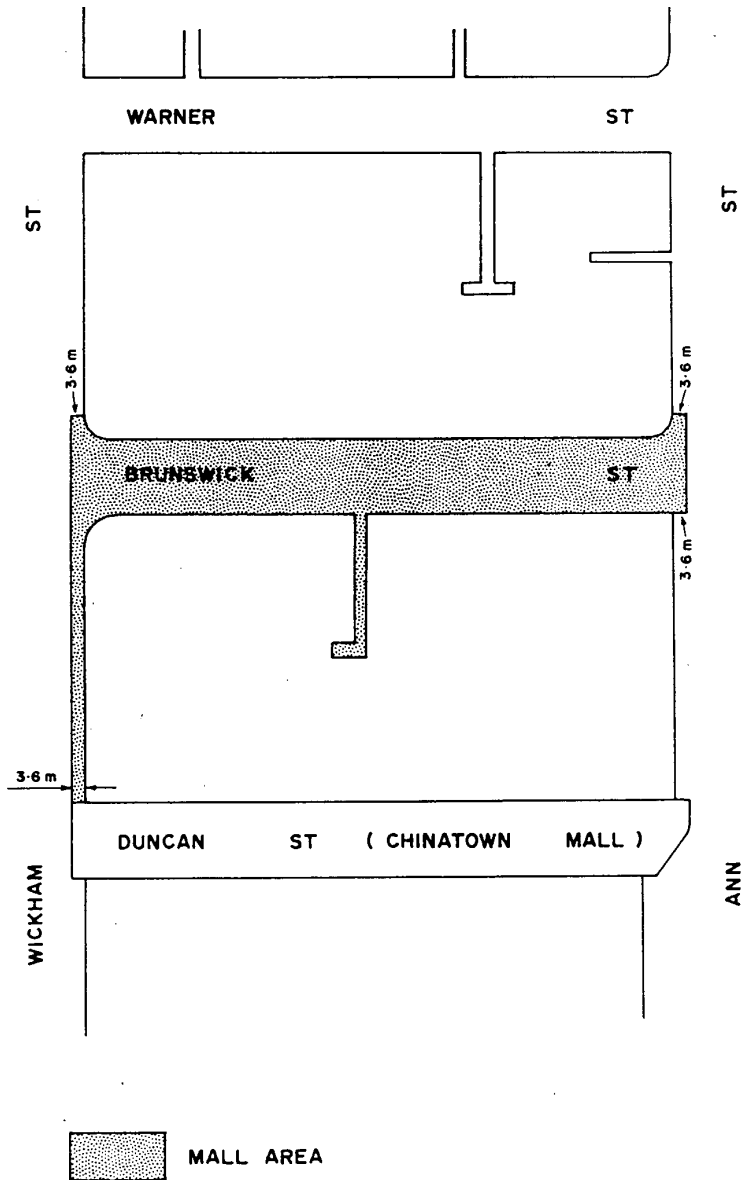 WARNER ST
ST
ST
3·6 m
3·6 m
BRUNSWICK ST
3·6 m
3·6 m
DUNCAN ST ( CHINATOWN MALL )
WICKHAM
ANN
MALL AREA